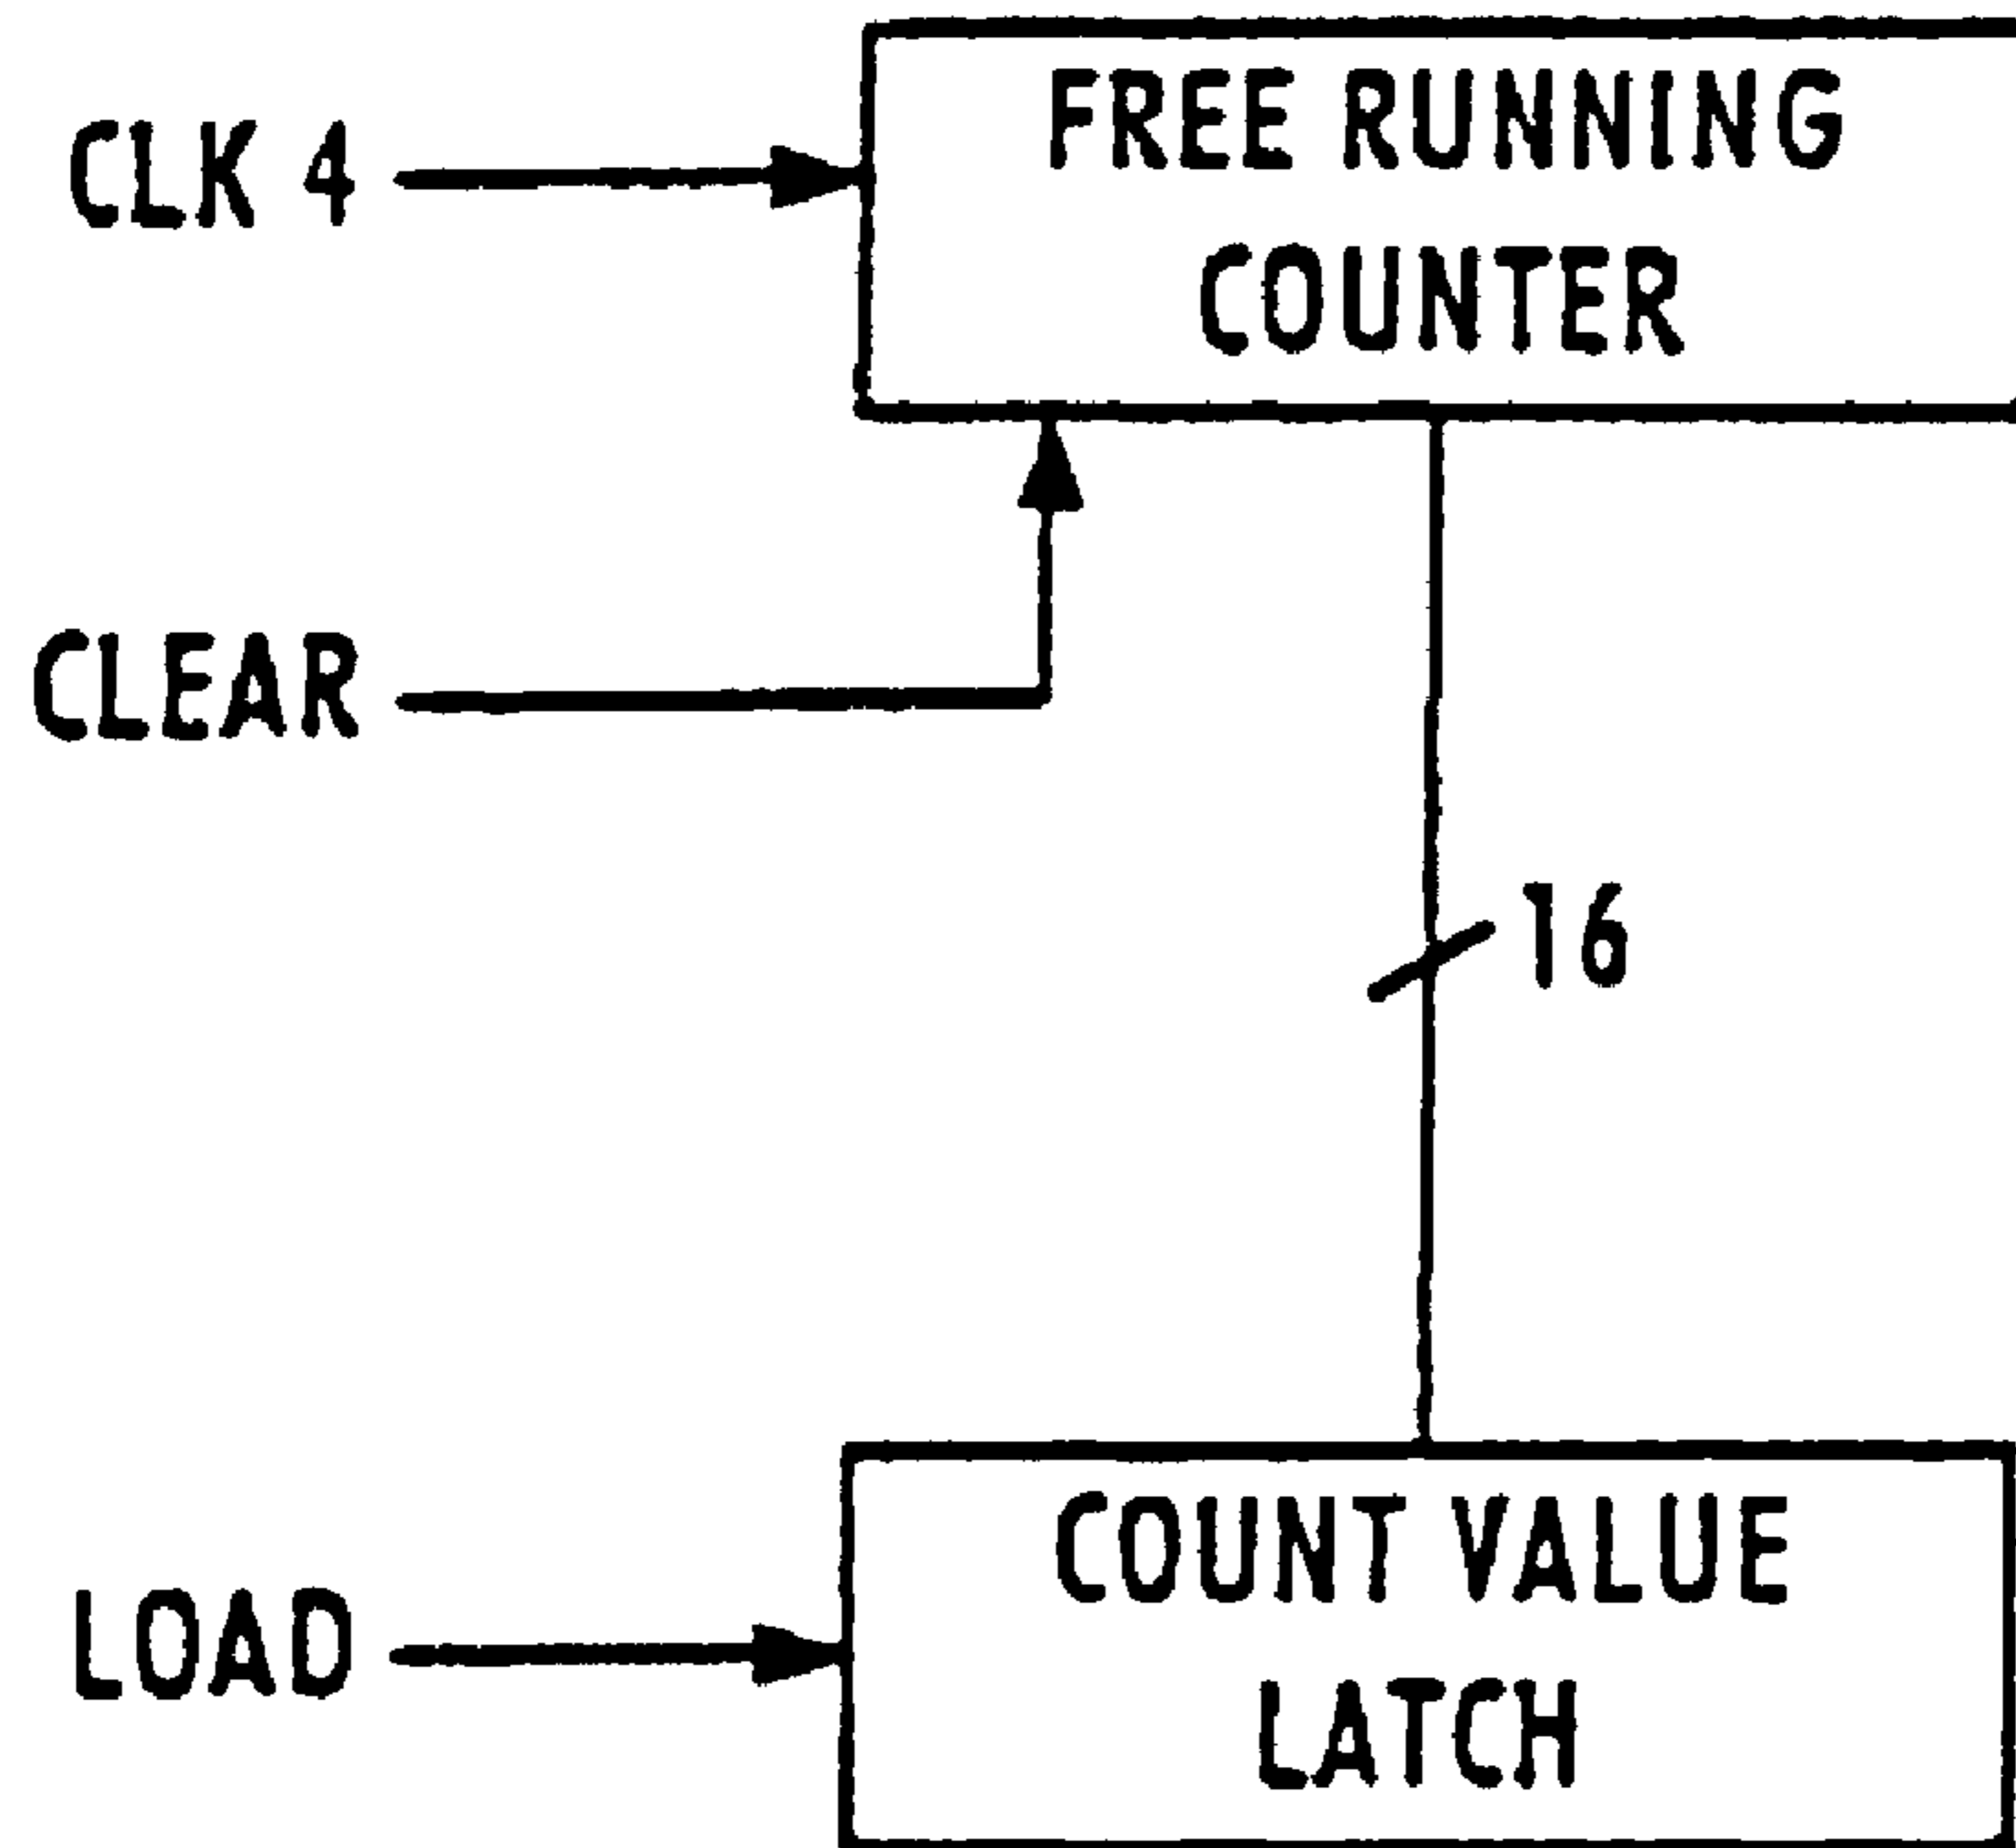 FREE RUNNING
COUNTER
CLK 4
CLEAR
16
COUNT VALUE
LATCH
LOAD